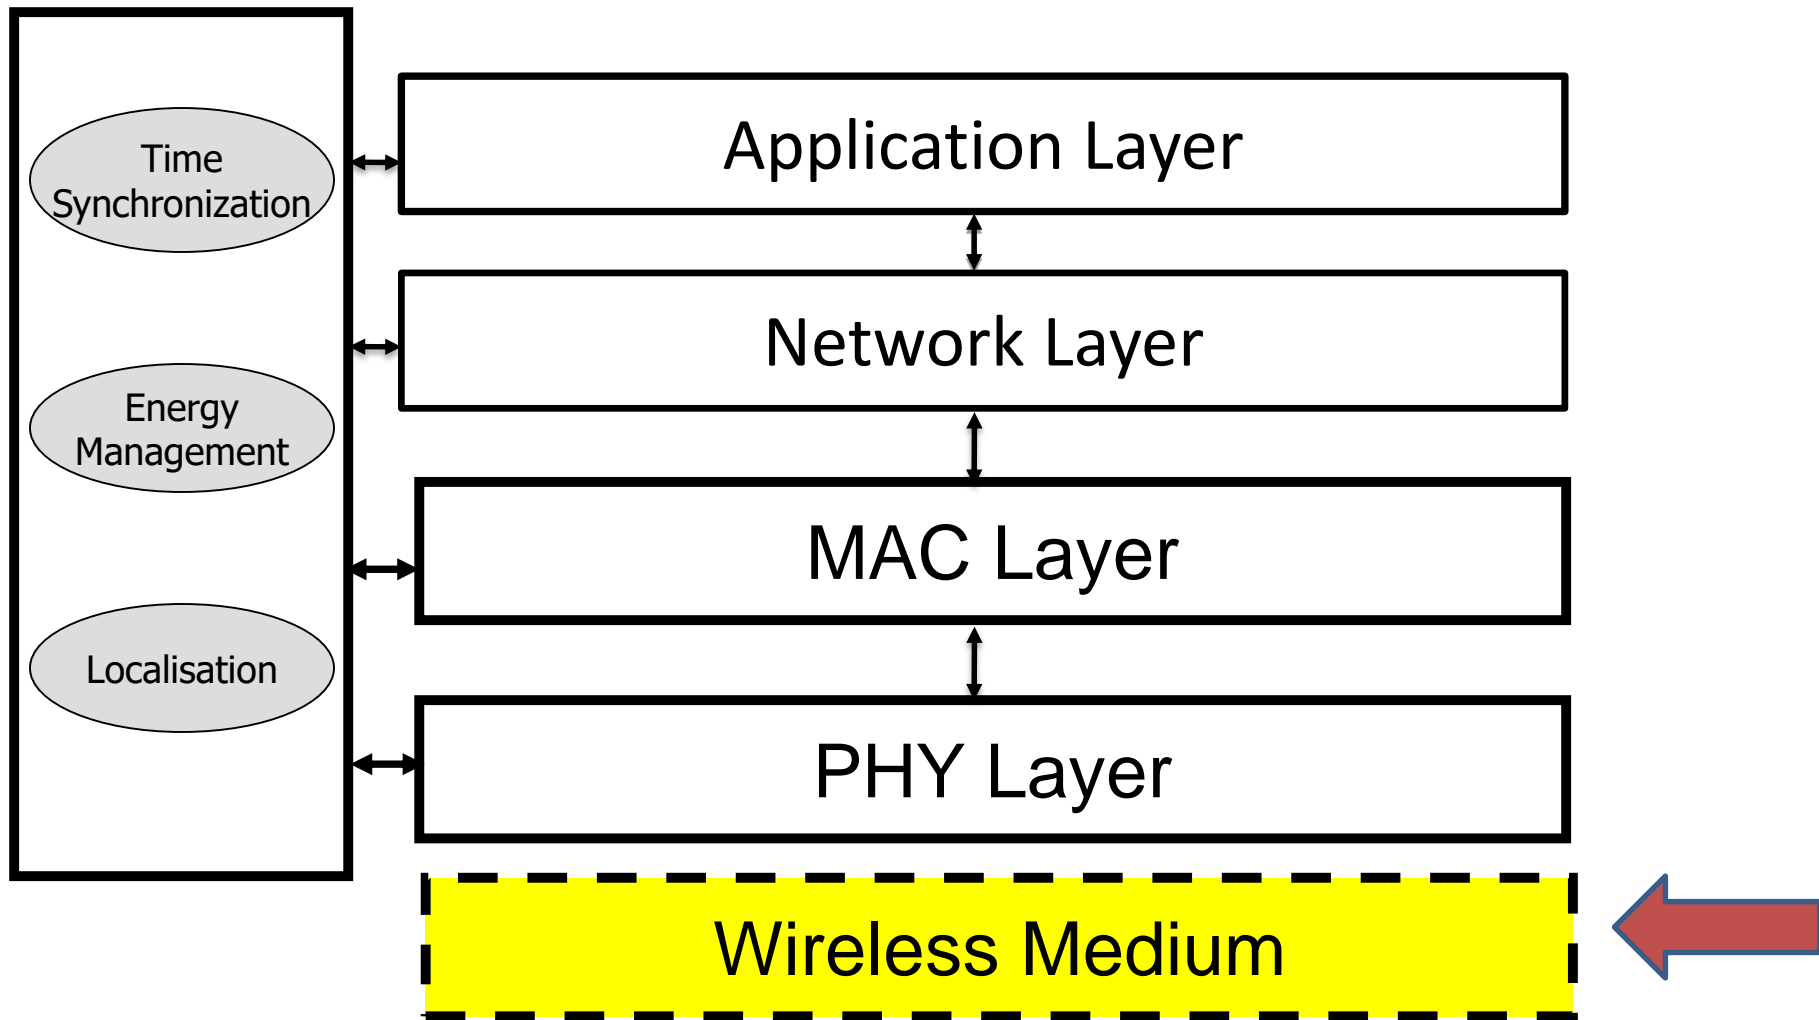 Time
Synchronization
Energy
Management
Localisation
Application Layer
Network Layer
MAC Layer
PHY Layer
Wireless Medium